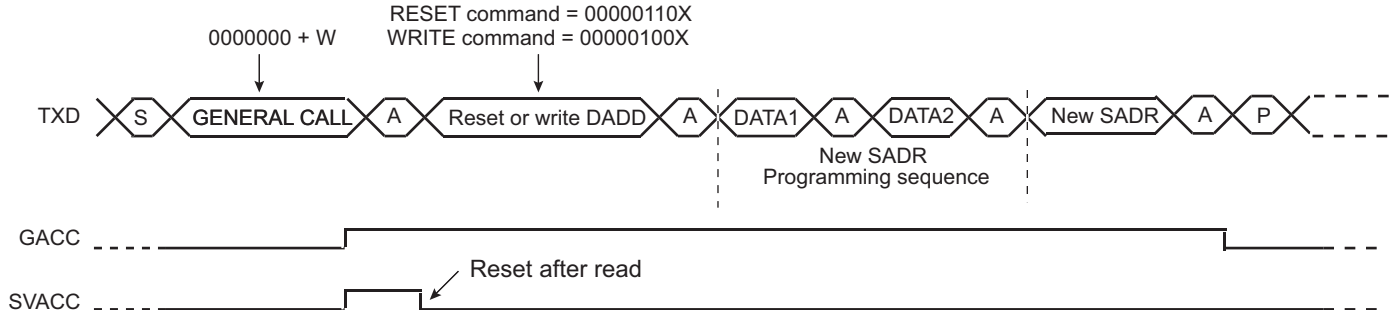 RESET command = 00000110X
0000000 + W
WRITE command = 00000100X
TXD
S
GENERAL CALL
A
Reset or write DADD
A
DATA1
A
DATA2
A
New SADR
A
P
New SADR
Programming sequence
GACC
Reset after read
SVACC